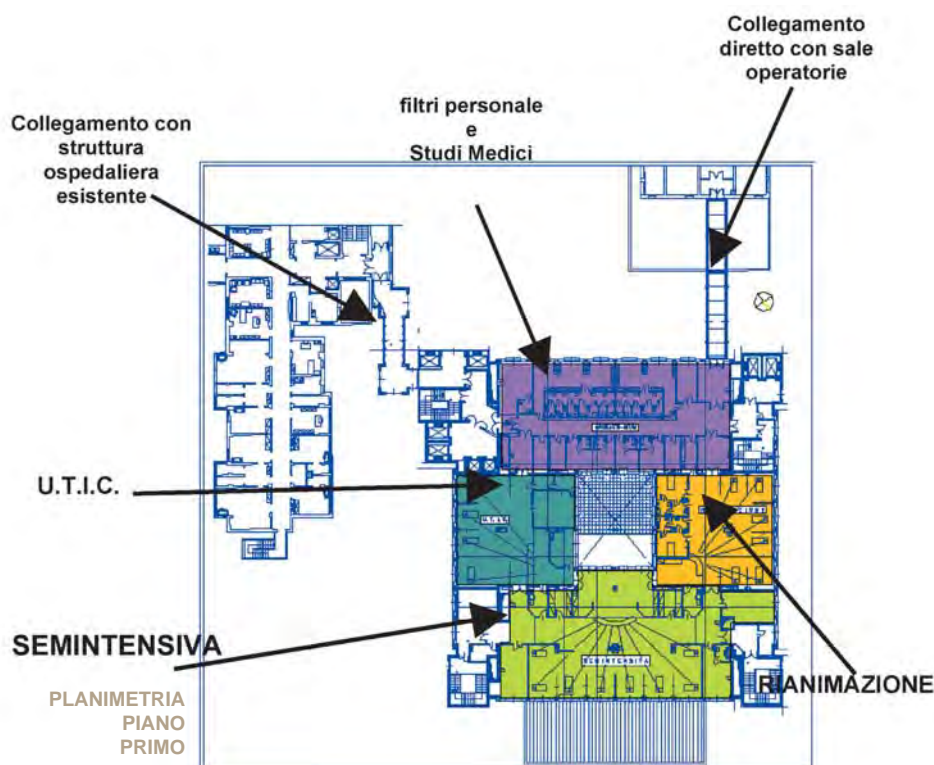 Collegamento
diretto con sale
operatorie
filtri personale
e
Studi Medici
Collegamento con
struttura
ospedaliera
esistente
U.T.I.C.
SEMINTENSIVA
RIANIMAZIONE
PLANIMETRIA
PIANO
PRIMO